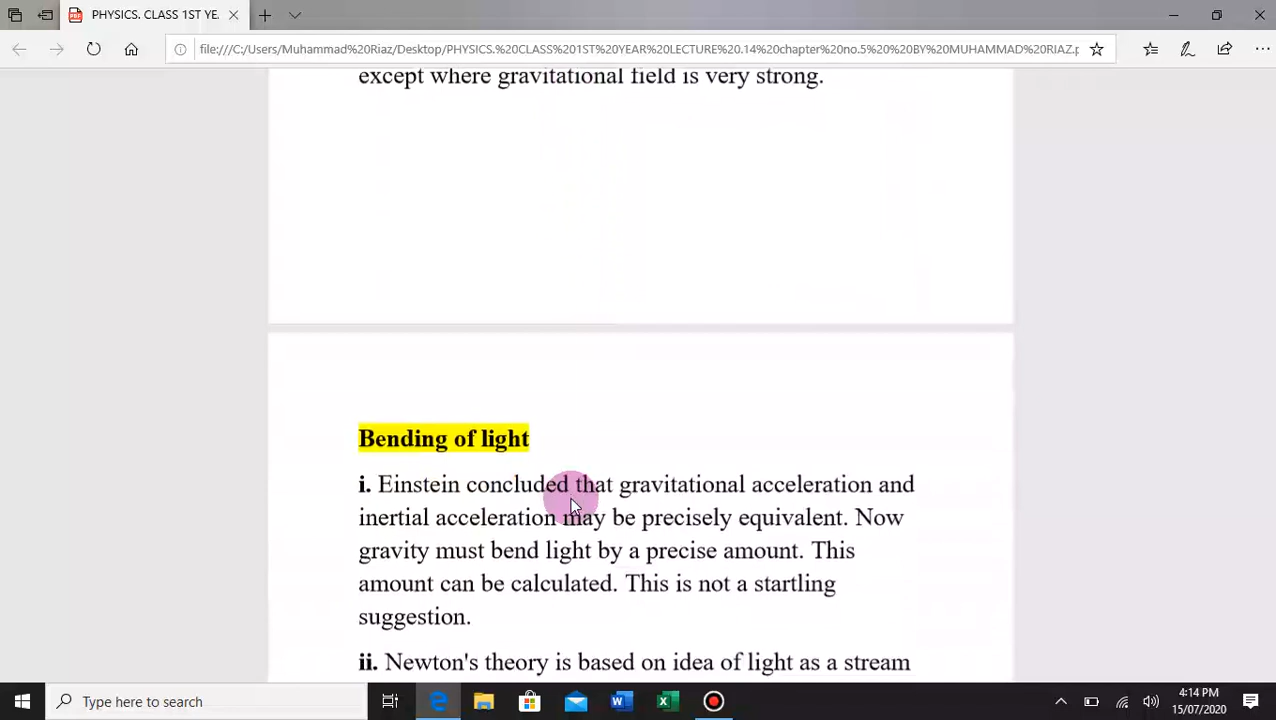 PHYSICS. CLASS 1ST YE.
file:///C:/Users/Muhammad%20Riaz/Desktop/PHYSICS.%20CLASS%201ST%20YEAR%20LECTURE%20.14%20chapter%20no.5%20%20BY%20MUHAMMAD%20RIAZ.p
except where gravitational field is very strong.
Bending of light
i. Einstein concluded that gravitational acceleration and
inertial acceleration may be precisely equivalent. Now
gravity must bend light by a precise amount. This
amount can be calculated. This is not a startling
suggestion.
ii. Newton's theory is based on idea of light as a stream
Type here to search
4:14 PM
15/07/2020